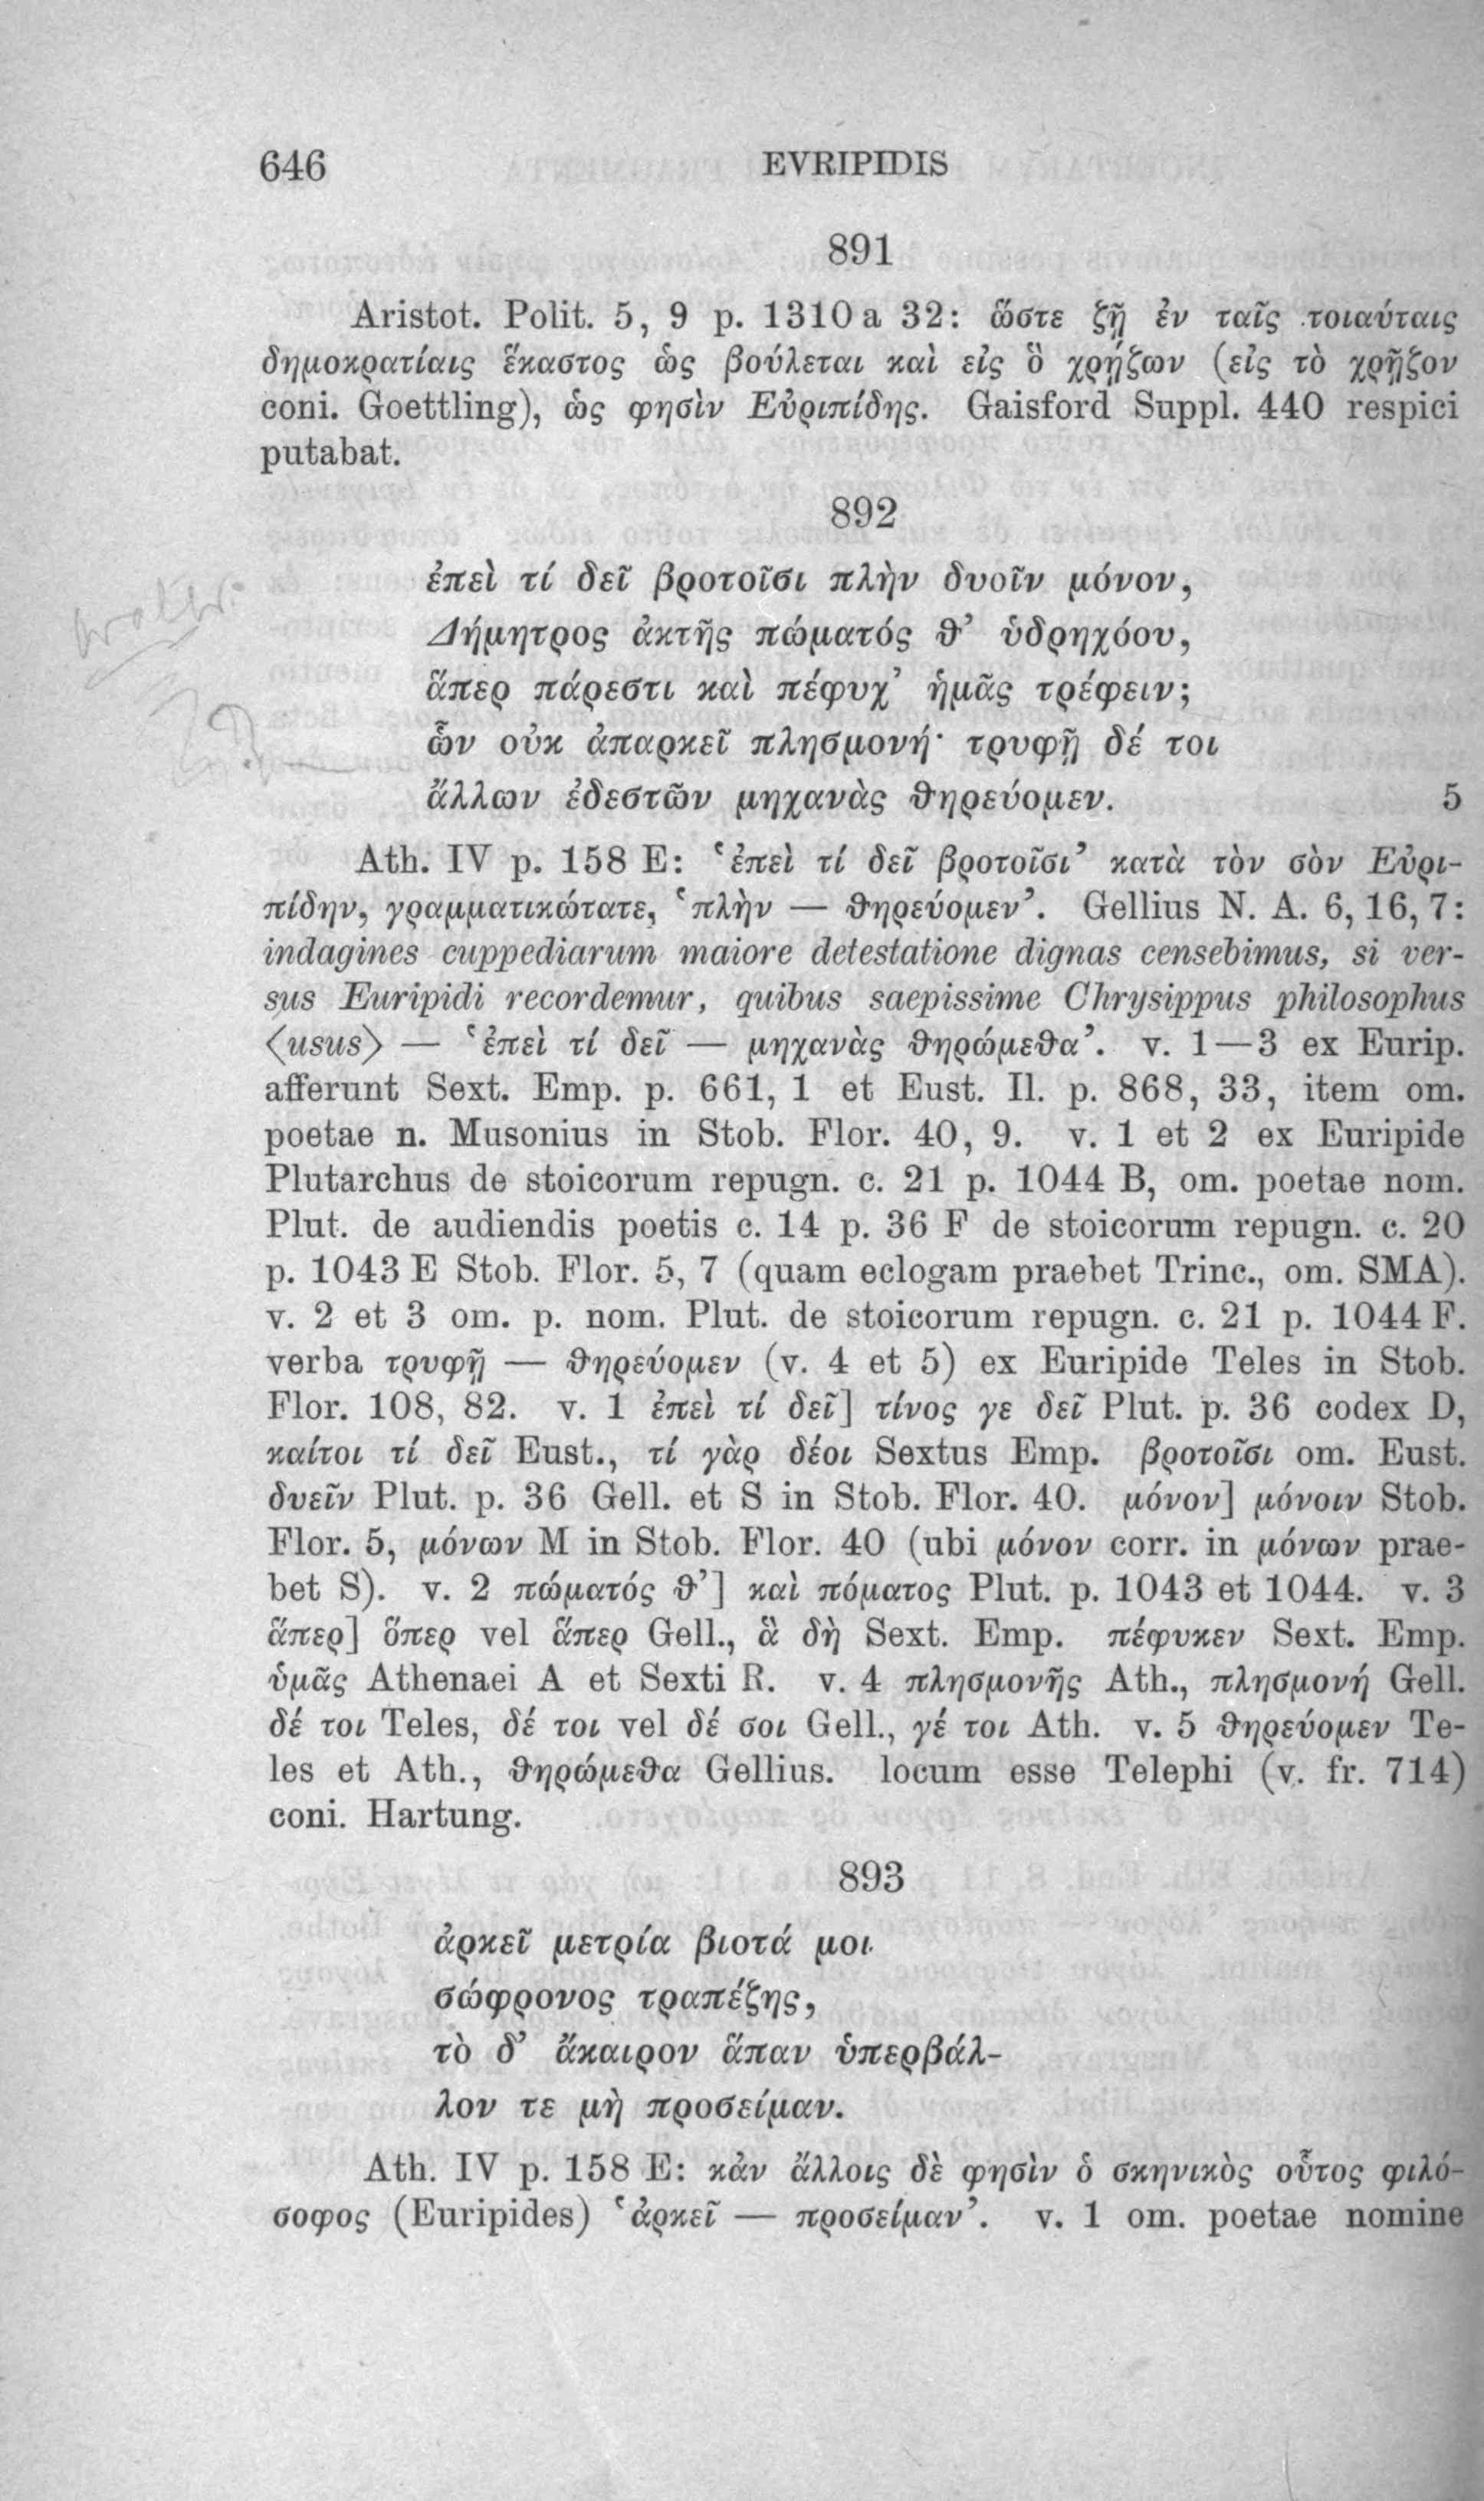 646 EVRIPIDIS
891
Aristot. Polit. 5, 9 p. 1310 a 32: ὥστε ζῇ ἐν ταῖς τοιαύταις
δημοκρατίαις ἕκαστος ὡς βούλεται καὶ εἰς ὃ χρῄζων (εἰς τὸ χρῇζον
coni. Goettling), ὡς φησὶν Εὐριπίδης. Gaisford Suppl. 440 respici
putabat.
892
ἐπεὶ τί δεῖ βροτοῖσι πλὴν δυοῖν μόνον,
Δήμητρος ἀκτῆς πώματός θ’ ὑδρηχόου,
ἅπερ πάρεστι καὶ πέφυχ’ ἡμᾶς τρέφειν;
ὧν οὐκ ἀπαρκεῖ πλησμονή· τρυφῇ δέ τοι
ἄλλων ἐδεστῶν μηχανὰς θηρεύομεν. 5
Ath. IV p. 158 E: ‘ἐπεὶ τί δεῖ βροτοῖσι’ κατὰ τὸν σὸν Εὐρι-
πίδην, γραμματικώτατε, ‘πλὴν — θηρεύομεν’. Gellius N. A. 6, 16, 7:
indagines cuppediarum maiore detestatione dignas censebimus, si ver-
sus Euripidi recordemur, quibus saepissime Chrysippus philosophus
⟨usus⟩ — ‘ἐπεὶ τί δεῖ — μηχανὰς θηρώμεθα’. v. 1—3 ex Eurip.
afferunt Sext. Emp. p. 661, 1 et Eust. Il. p. 868, 33, item om.
poetae n. Musonius in Stob. Flor. 40, 9. v. 1 et 2 ex Euripide
Plutarchus de stoicorum repugn. c. 21 p. 1044 B, om. poetae nom.
Plut. de audiendis poetis c. 14 p. 36 F de stoicorum repugn. c. 20
p. 1043 E Stob. Flor. 5, 7 (quam eclogam praebet Trinc., om. SMA).
v. 2 et 3 om. p. nom. Plut. de stoicorum repugn. c. 21 p. 1044 F.
verba τρυφῇ — θηρεύομεν (v. 4 et 5) ex Euripide Teles in Stob.
Flor. 108, 82. v. 1 ἐπεὶ τί δεῖ] τίνος γε δεῖ Plut. p. 36 codex D,
καίτοι τί δεῖ Eust., τί γὰρ δέοι Sextus Emp. βροτοῖσι om. Eust.
δυεῖν Plut. p. 36 Gell. et S in Stob. Flor. 40. μόνον] μόνοιν Stob.
Flor. 5, μόνων M in Stob. Flor. 40 (ubi μόνον corr. in μόνων prae-
bet S). v. 2 πώματός θ’] καὶ πόματος Plut. p. 1043 et 1044. v. 3
ἅπερ] ὅπερ vel ἅπερ Gell., ἃ δὴ Sext. Emp. πέφυκεν Sext. Emp.
ὑμᾶς Athenaei A et Sexti R. v. 4 πλησμονῆς Ath., πλησμονή Gell.
δέ τοι Teles, δέ τοι vel δέ σοι Gell., γέ τοι Ath. v. 5 θηρεύομεν Te-
les et Ath., θηρώμεθα Gellius. locum esse Telephi (v. fr. 714)
coni. Hartung.
893
ἀρκεῖ μετρία βιοτά μοι
σώφρονος τραπέζης,
τὸ δ’ ἄκαιρον ἅπαν ὑπερβάλ-
λον τε μὴ προσείμαν.
Ath. IV p. 158 E: κἀν ἄλλοις δὲ φησὶν ὁ σκηνικὸς οὗτος φιλό-
σοφος (Euripides) ‘ἀρκεῖ — προσείμαν’. v. 1 om. poetae nomine